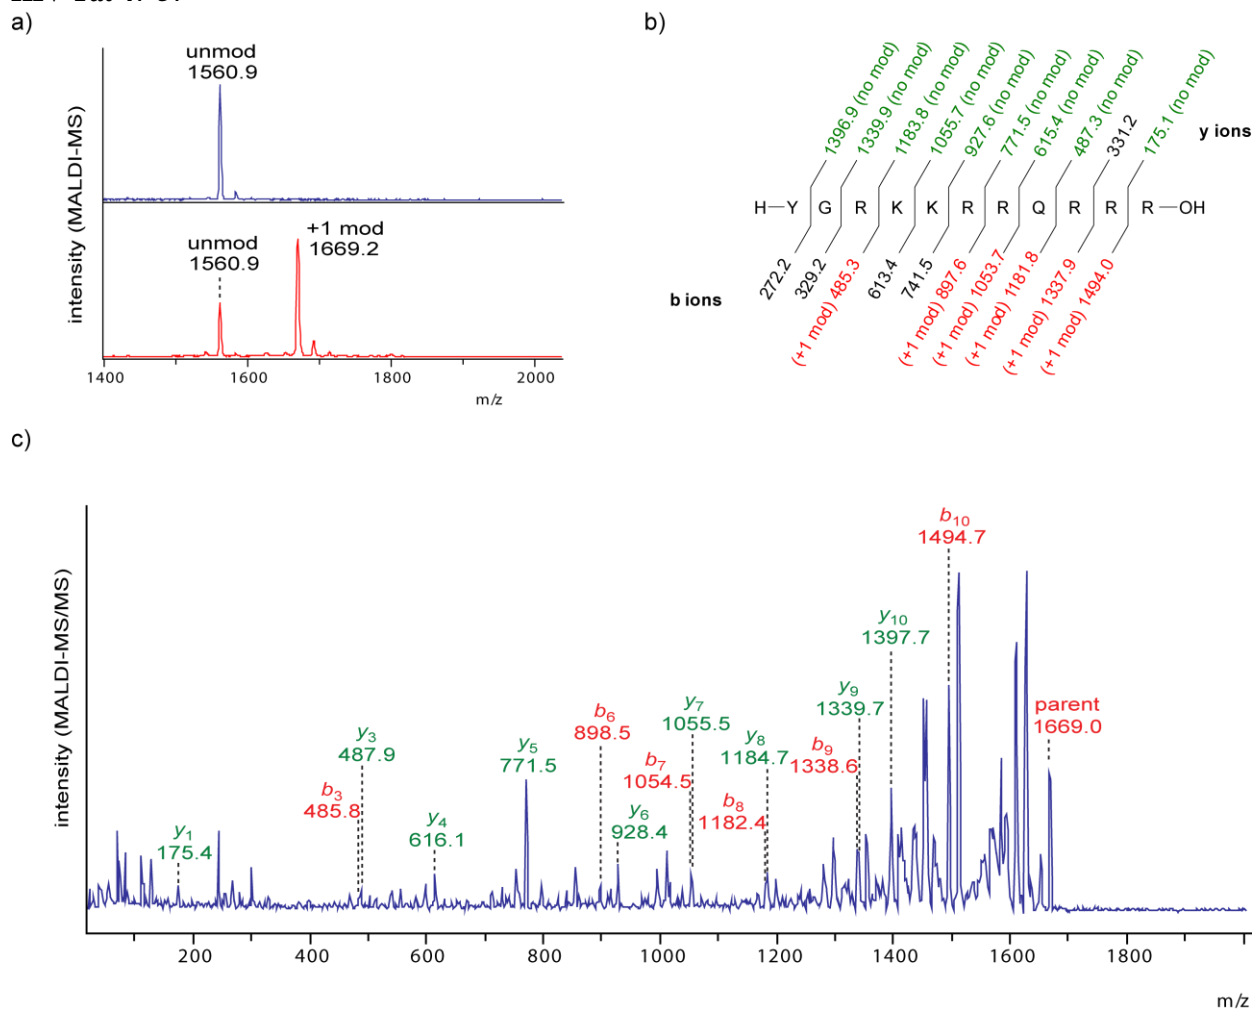 a)
unmod
1560.9
unmod
1560.9
+1 mod
1669.2
intensity (MALDI-MS)
1400
1600
1800
2000
m/z
b)
1396.9 (no mod)
1339.9 (no mod)
1183.8 (no mod)
1055.7 (no mod)
927.6 (no mod)
771.5 (no mod)
615.4 (no mod)
487.3 (no mod)
331.2
175.1 (no mod)
y ions
H–Y G R K K R R Q R R R–OH
b ions
272.2
329.2
(+1 mod) 485.3
613.4
741.5
(+1 mod) 897.6
(+1 mod) 1053.7
(+1 mod) 1181.8
(+1 mod) 1337.9
(+1 mod) 1494.0
c)
intensity (MALDI-MS/MS)
y1
175.4
b3
485.8
y3
487.9
y4
616.1
y5
771.5
b6
898.5
y6
928.4
b7
1054.5
y7
1055.5
b8
1182.4
y8
1184.7
b9
1338.6
y9
1339.7
y10
1397.7
b10
1494.7
parent
1669.0
200
400
600
800
1000
1200
1400
1600
1800
m/z